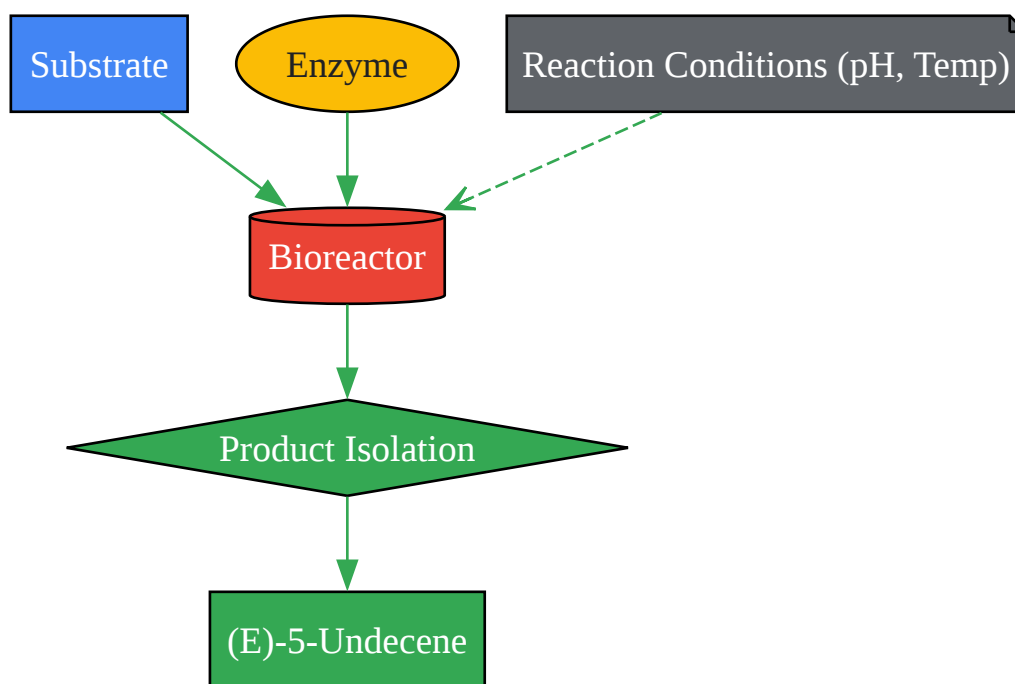 Substrate
Enzyme
Reaction Conditions (pH, Temp)
Bioreactor
Product Isolation
(E)-5-Undecene